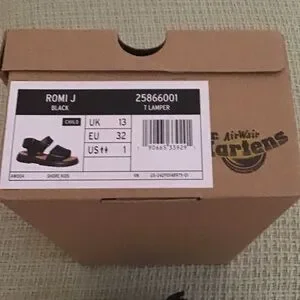 ROMI J
BLACK
25866001
T LAMPER
CHILD
UK 13
EU 32
US 1
AirWair
Martens